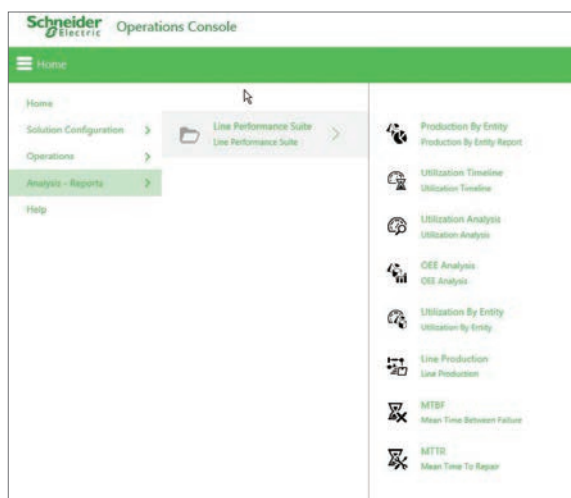 Schneider Electric
Operations Console
Home
Home
Solution Configuration
Operations
Analysis - Reports
Help
Line Performance Suite
Line Performance Suite
Production By Entity
Production By Entity Report
Utilization Timeline
Utilization Timeline
Utilization Analysis
Utilization Analysis
OEE Analysis
OEE Analysis
Utilization By Entity
Utilization By Entity
Line Production
Line Production
MTBF
Mean Time Between Failure
MTTR
Mean Time To Repair